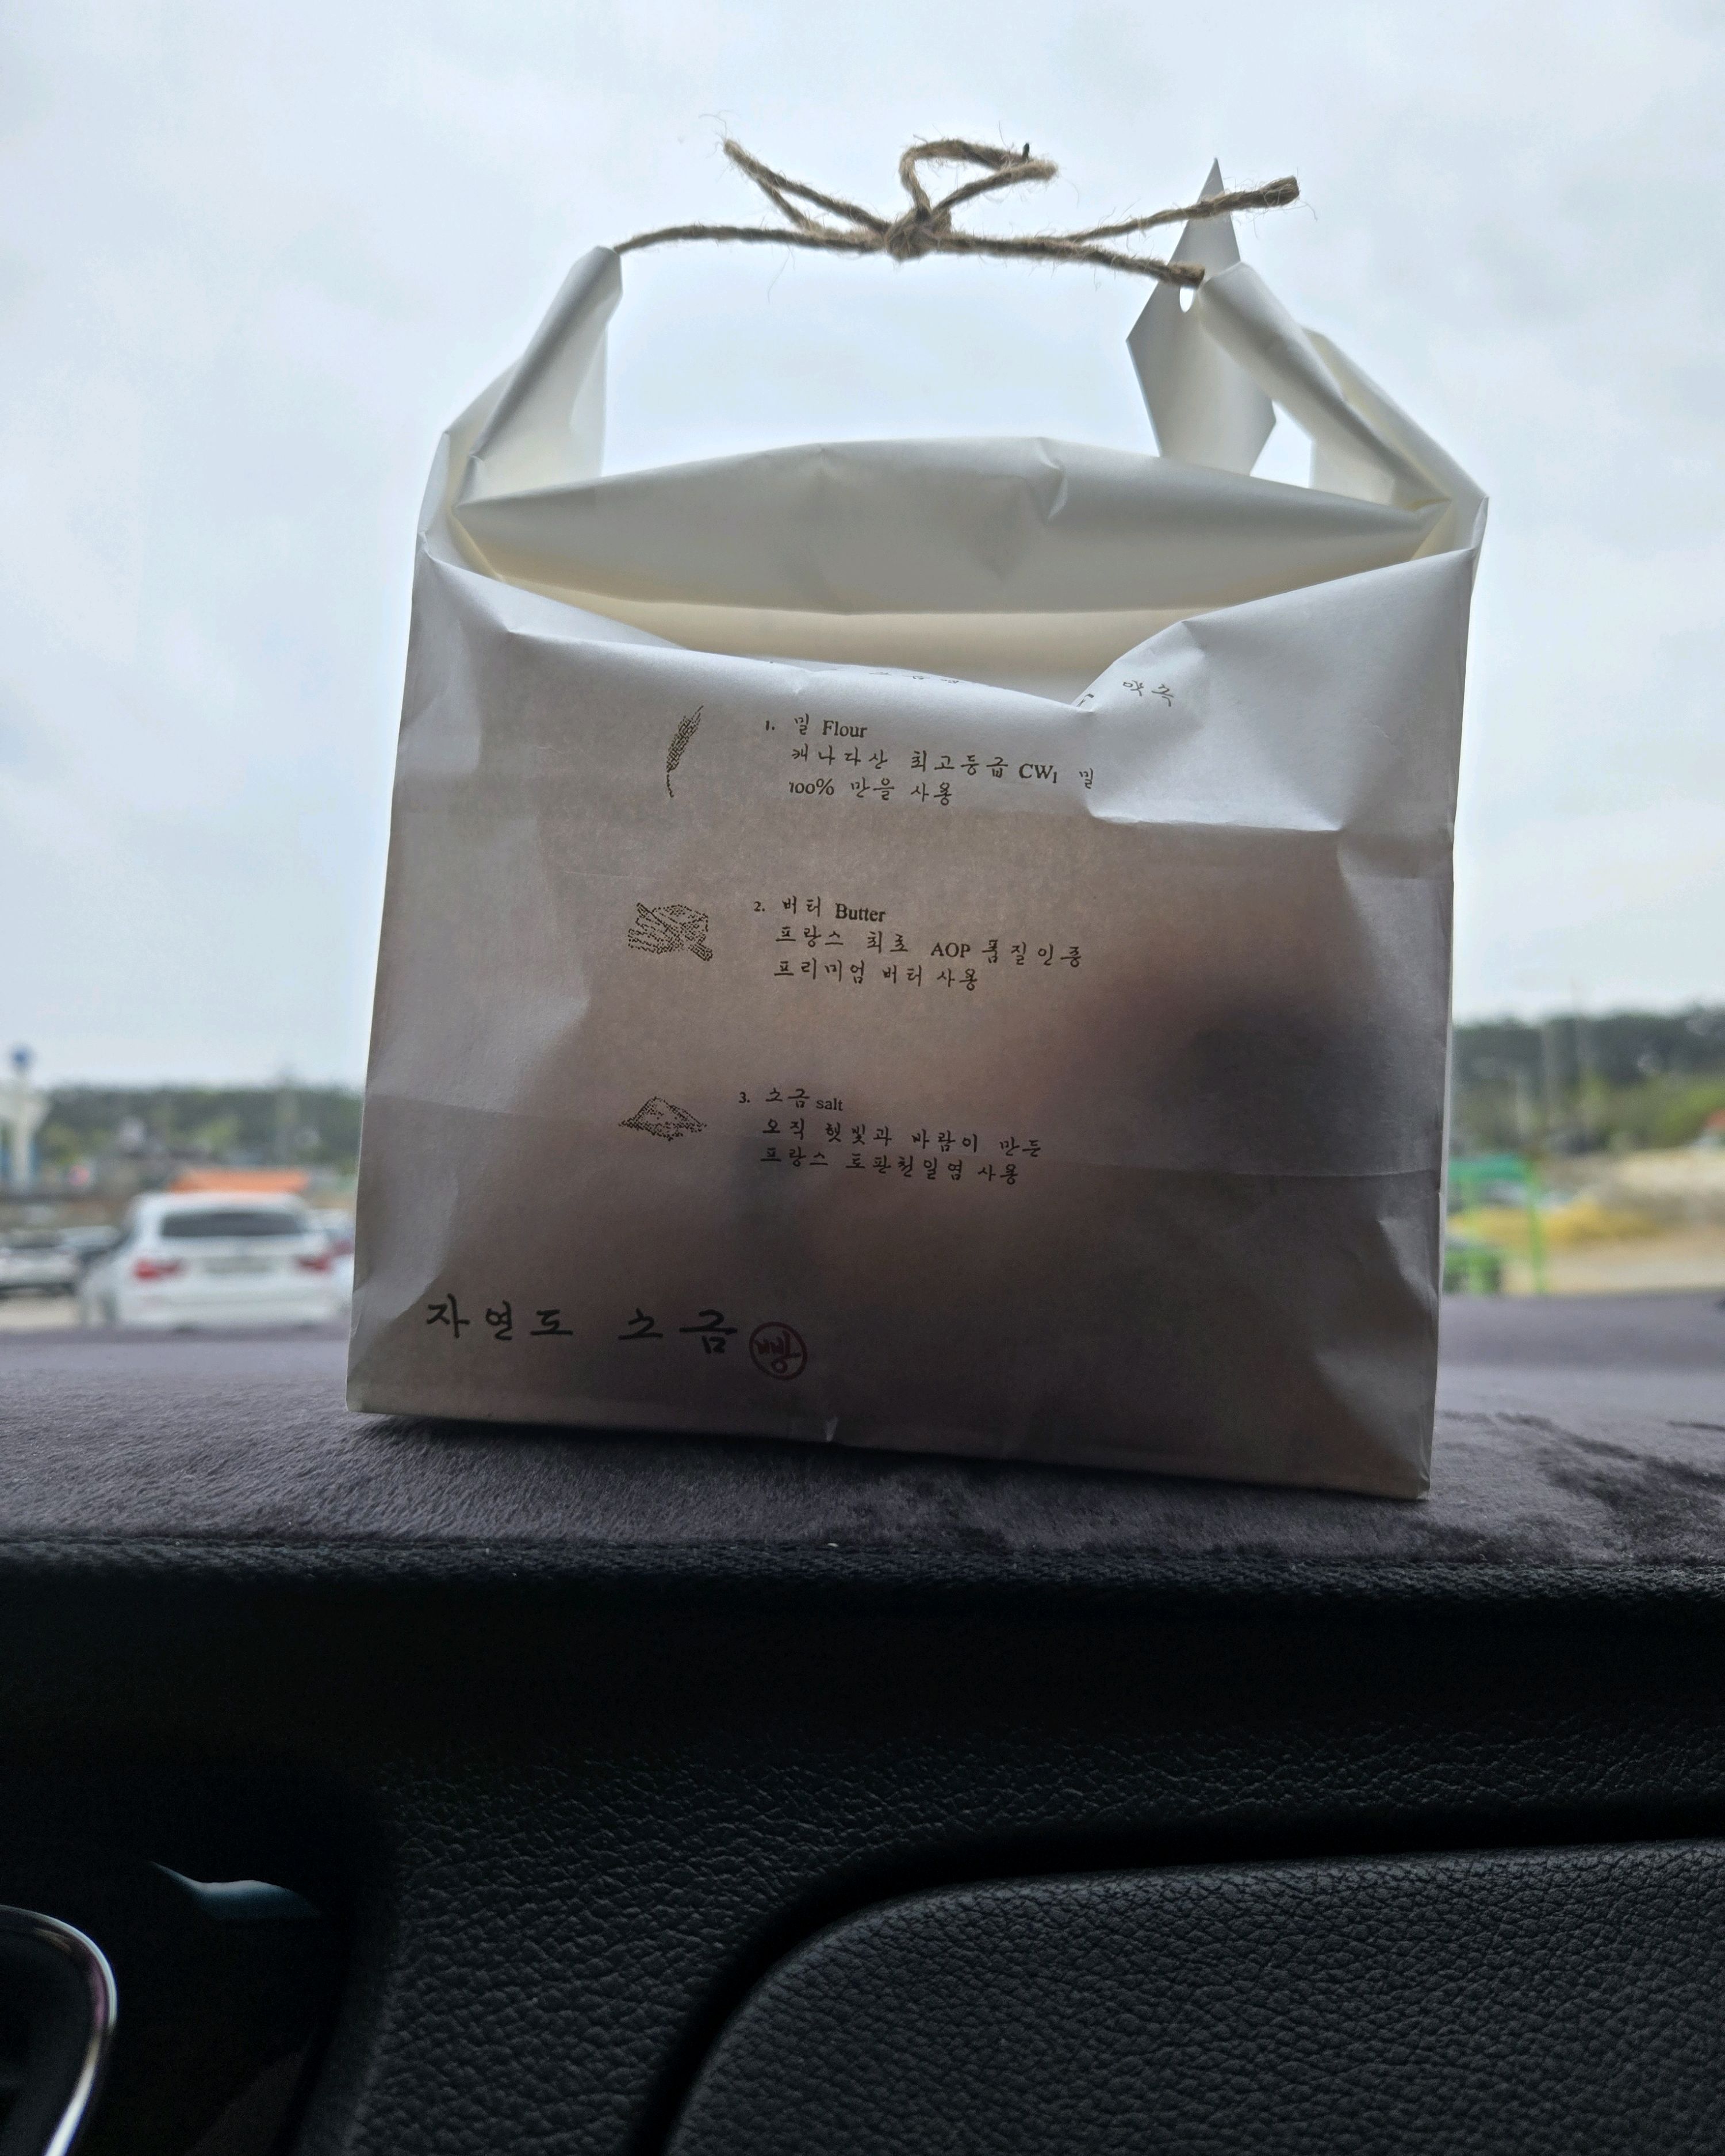 약속
1. 밀 Flour
캐나다산 최고등급 CW1 밀
100% 만을 사용
2. 버터 Butter
프랑스 최초 AOP 품질인증
프리미엄 버터 사용
3. 소금 salt
오직 햇빛과 바람이 만든
프랑스 토판천일염 사용
자연도 소금 빵